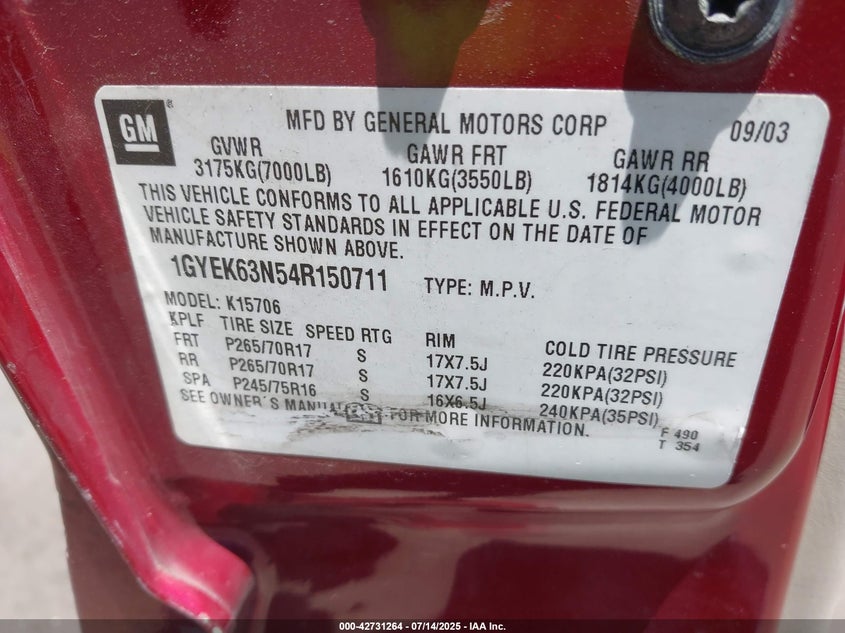 GM ®
MFD BY GENERAL MOTORS CORP 09/03
GVWR GAWR FRT GAWR RR
3175KG(7000LB) 1610KG(3550LB) 1814KG(4000LB)
THIS VEHICLE CONFORMS TO ALL APPLICABLE U.S. FEDERAL MOTOR
VEHICLE SAFETY STANDARDS IN EFFECT ON THE DATE OF
MANUFACTURE SHOWN ABOVE.
1GYEK63N54R150711 TYPE: M.P.V.
MODEL: K15706
KPLF TIRE SIZE SPEED RTG RIM COLD TIRE PRESSURE
FRT P265/70R17 S 17X7.5J 220KPA(32PSI)
RR P265/70R17 S 17X7.5J 220KPA(32PSI)
SPA P245/75R16 S 16X6.5J 240KPA(35PSI)
SEE OWNER'S MANUAL FOR MORE INFORMATION.
F 490
T 354
000-42731264 | 07/14/2025 - IAA Inc.